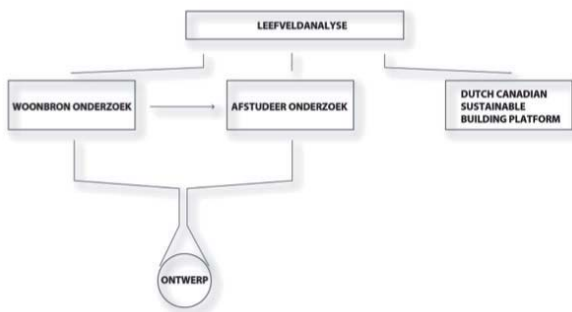 LEEFVELDANALYSE
WOONBRON ONDERZOEK
AFSTUDEER ONDERZOEK
DUTCH CANADIAN
SUSTAINABLE
BUILDING PLATFORM
ONTWERP